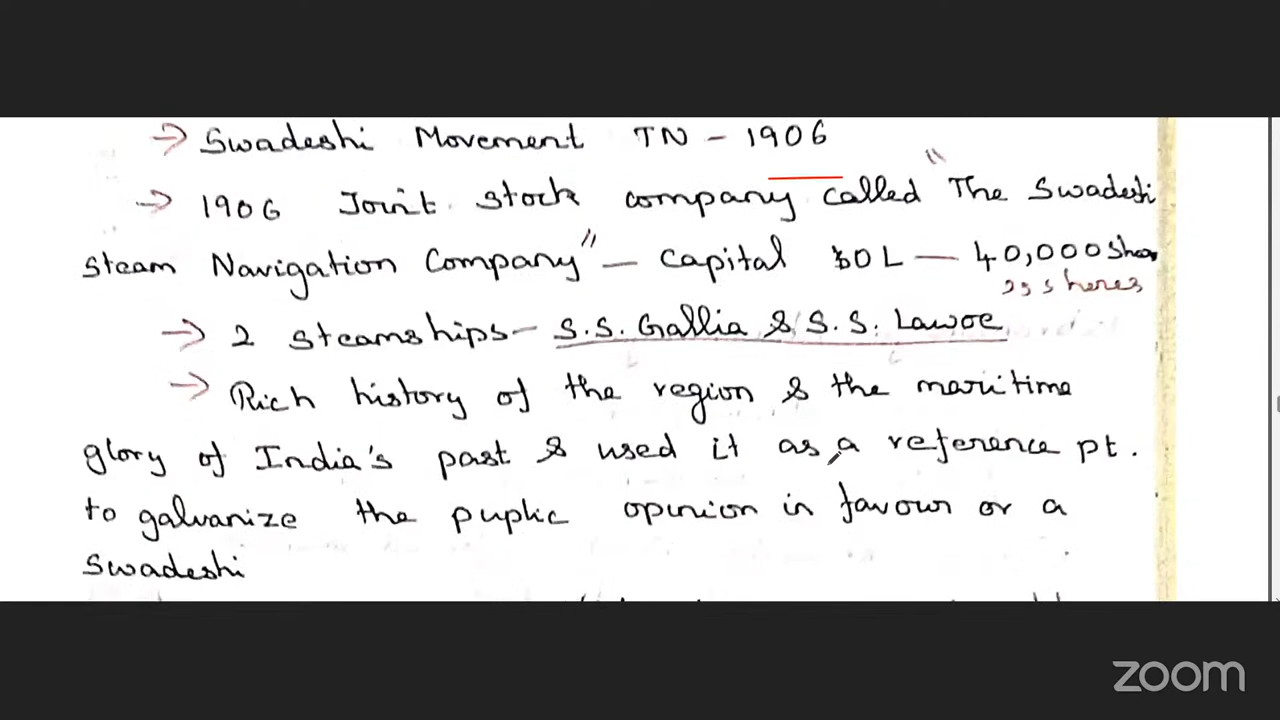 → Swadeshi Movement TN - 1906
→ 1906 Joint stock company called "The Swadeshi
Steam Navigation Company" - Capital 10 L - 40,000 Share
25 shares
→ 2 steamships - S.S. Gallia & S.S. Lawoe
→ Rich history of the region & the maritime
glory of India's past & used it as a reference pt.
to galvanize the puplic opinion in favour or a
Swadeshi
zoom